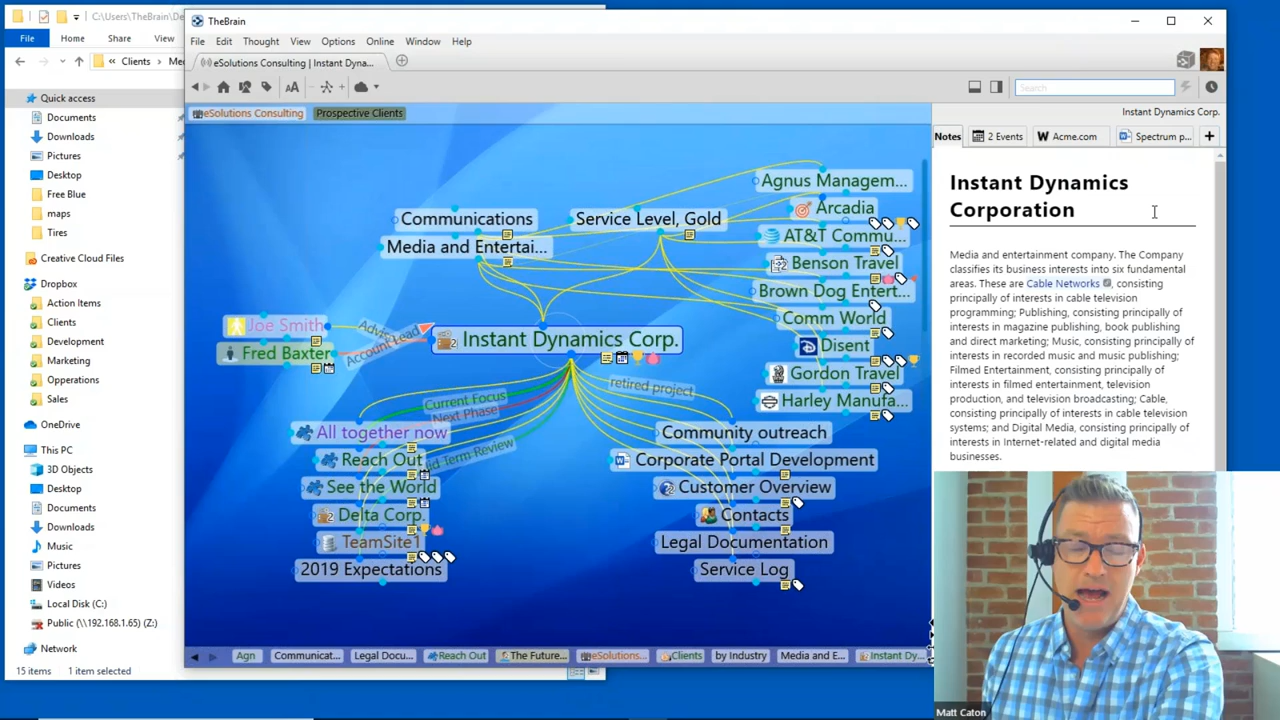 C:\Users\TheBrain\De
File
Home
Share
View
Clients
Me
Quick access
Documents
Downloads
Pictures
Desktop
Free Blue
maps
Tires
Creative Cloud Files
Dropbox
Action Items
Clients
Development
Marketing
Opperations
Sales
OneDrive
This PC
3D Objects
Desktop
Documents
Downloads
Music
Pictures
Videos
Local Disk (C:)
Public (\\192.168.1.65) (Z:)
Network
15 items 1 item selected
TheBrain
File Edit Thought View Options Online Window Help
eSolutions Consulting | Instant Dyna...
AA
Search
eSolutions Consulting
Prospective Clients
Communications
Media and Entertai...
Service Level, Gold
Agnus Managem...
Arcadia
AT&T Commu...
Benson Travel
Brown Dog Entert...
Comm World
Disent
Gordon Travel
Harley Manufa...
Joe Smith
Fred Baxter
Advice
Lead
Account
Instant Dynamics Corp.
Current Focus
Next Phase
Term Review
retired project
All together now
Reach Out
See the World
Delta Corp.
TeamSite1
2019 Expectations
Community outreach
Corporate Portal Development
Customer Overview
Contacts
Legal Documentation
Service Log
Agn
Communicat...
Legal Docu...
Reach Out
The Future...
eSolutions...
Clients
by Industry
Media and E...
Instant Dy...
Instant Dynamics Corp.
Notes
2 Events
W Acme.com
Spectrum p...
Instant Dynamics
Corporation
Media and entertainment company. The Company
classifies its business interests into six fundamental
areas. These are Cable Networks, consisting
principally of interests in cable television
programming; Publishing, consisting principally of
interests in magazine publishing, book publishing
and direct marketing; Music, consisting principally of
interests in recorded music and music publishing;
Filmed Entertainment, consisting principally of
interests in filmed entertainment, television
production, and television broadcasting; Cable,
consisting principally of interests in cable television
systems; and Digital Media, consisting principally of
interests in Internet-related and digital media
businesses.
Matt Caton